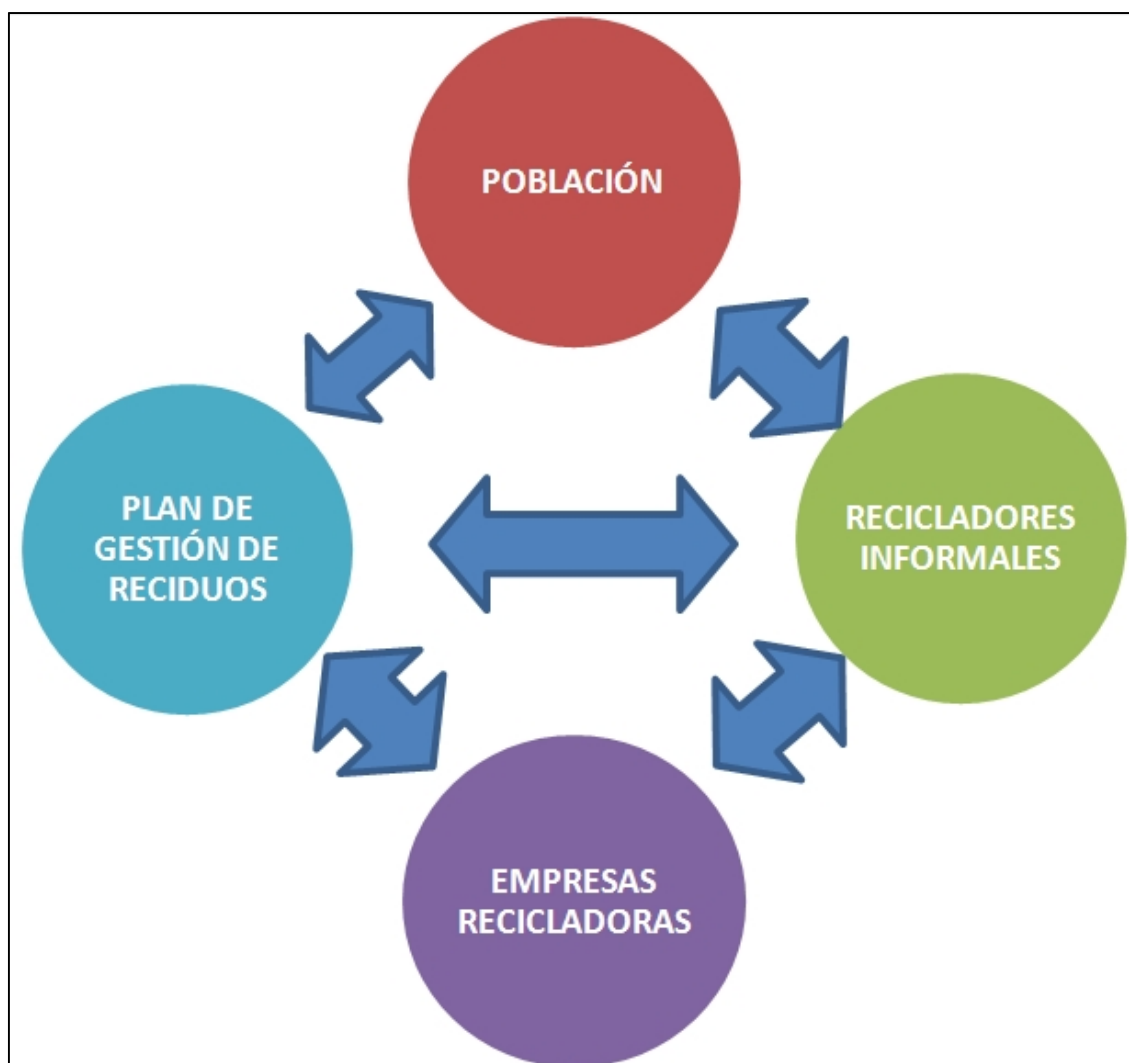 POBLACIÓN
PLAN DE
GESTIÓN DE
RECIDUOS
RECICLADORES
INFORMALES
EMPRESAS
RECICLADORAS